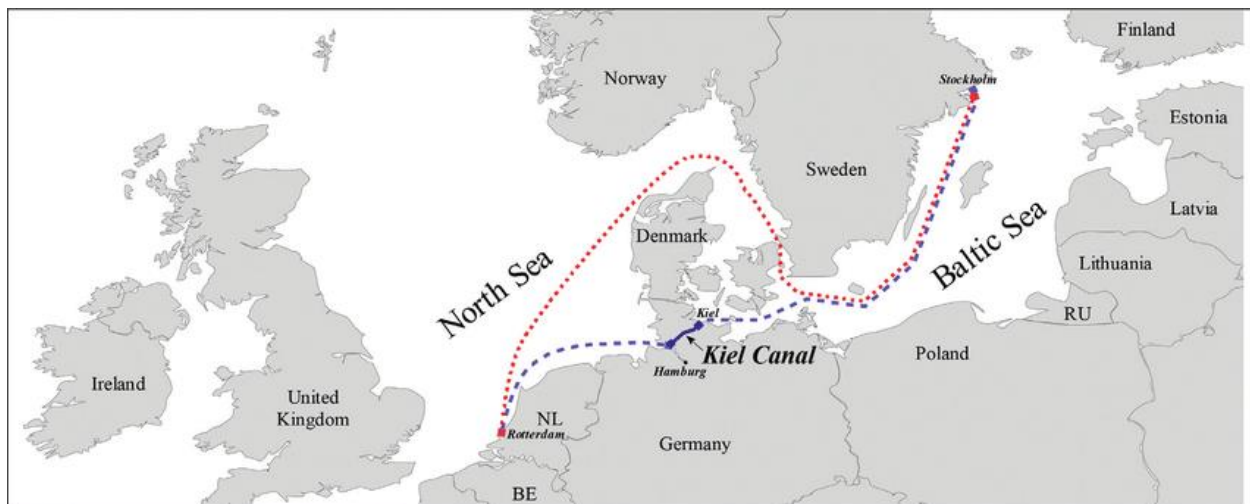 Finland
Norway
Stockholm
Estonia
Sweden
Latvia
Denmark
North Sea
Baltic Sea
Lithuania
RU
Kiel
Kiel Canal
Poland
Hamburg
Ireland
United
Kingdom
NL
Rotterdam
Germany
BE